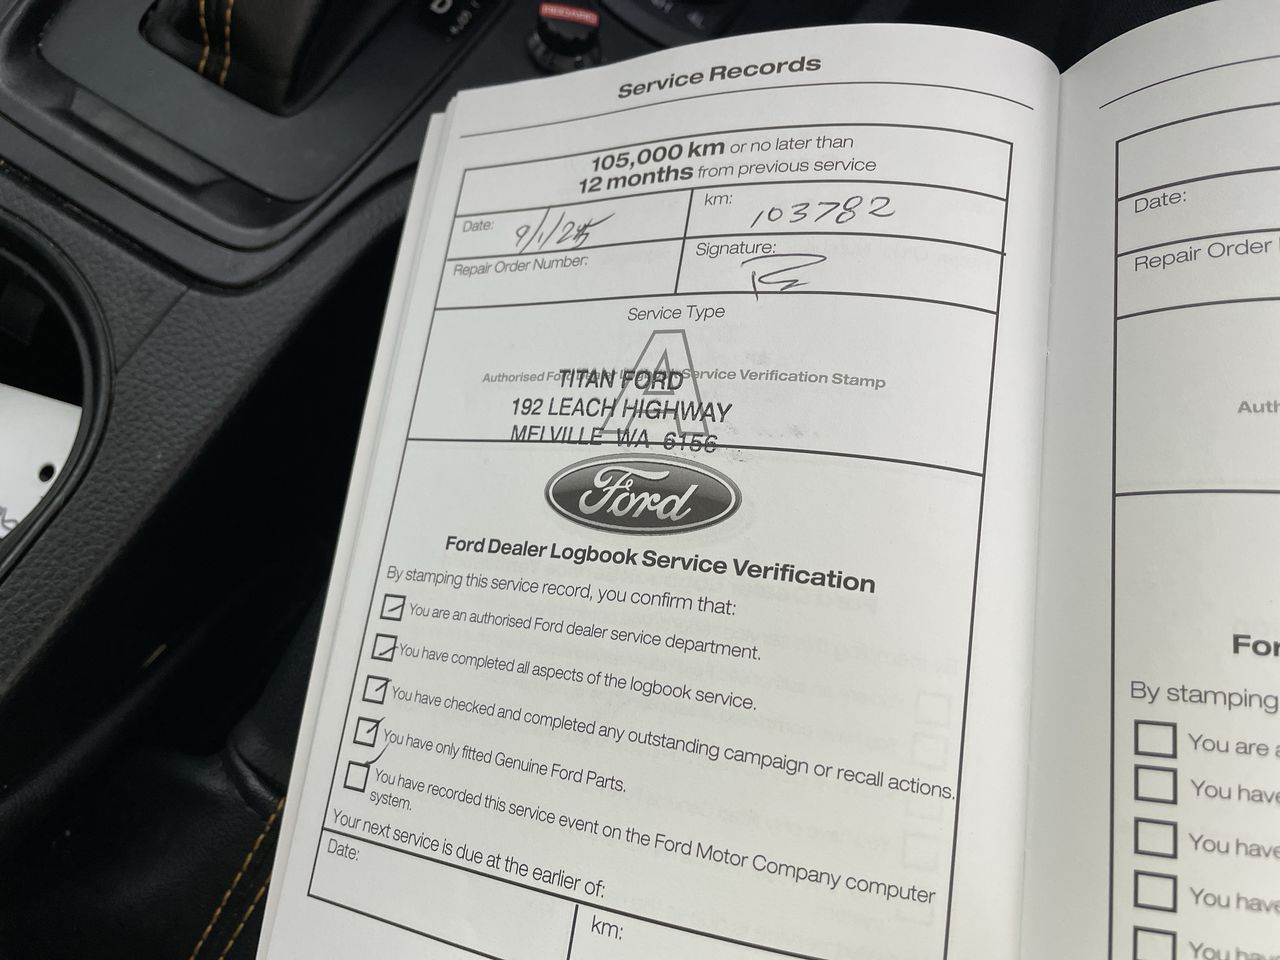 Service Records
105,000 km or no later than
12 months from previous service
Date: 9/1/25
km: 103782
Repair Order Number:
Signature:
Service Type
A
Authorised Ford Dealer Logbook Service Verification Stamp
TITAN FORD
192 LEACH HIGHWAY
MELVILLE WA 6156
Ford
Ford Dealer Logbook Service Verification
By stamping this service record, you confirm that:
You are an authorised Ford dealer service department.
You have completed all aspects of the logbook service.
You have checked and completed any outstanding campaign or recall actions.
You have only fitted Genuine Ford Parts.
You have recorded this service event on the Ford Motor Company computer
system.
Your next service is due at the earlier of:
Date:
km:
Date:
Repair Order
Auth
For
By stamping
You are a
You have
You have
You have
You have